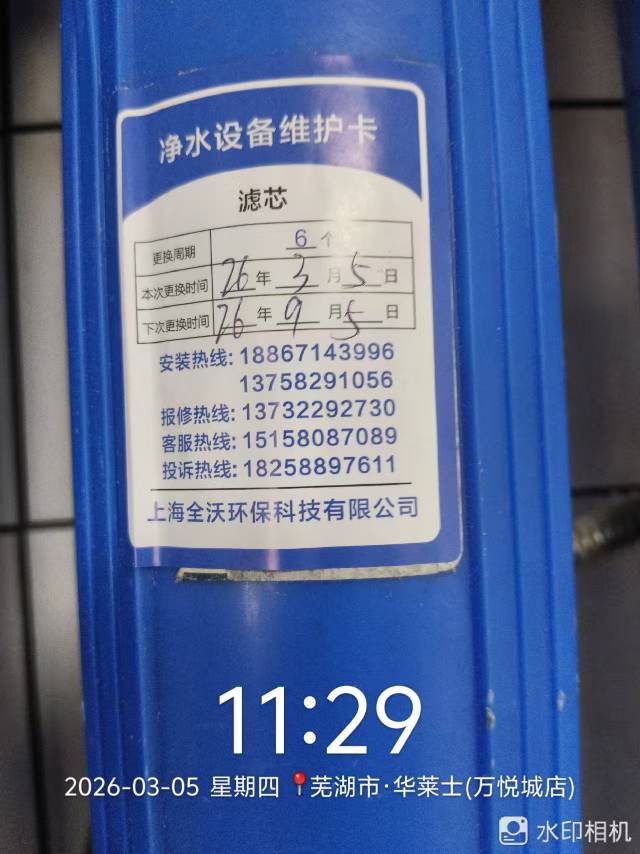 净水设备维护卡
滤芯
更换周期 6 个
本次更换时间 26 年 3 月 5 日
下次更换时间 26 年 9 月 5 日
安装热线: 18867143996
13758291056
报修热线: 13732292730
客服热线: 15158087089
投诉热线: 18258897611
上海全沃环保科技有限公司
11:29
2026-03-05 星期四 芜湖市·华莱士(万悦城店)
水印相机